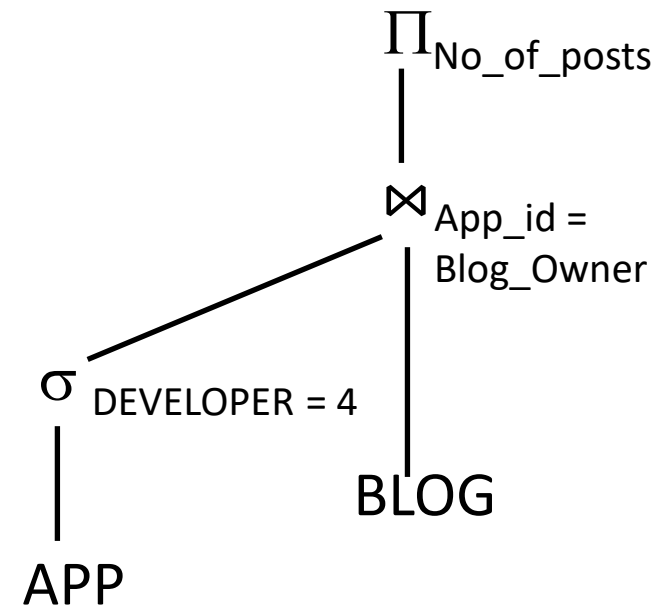 Π No_of_posts
⋈ App_id =
Blog_Owner
σ DEVELOPER = 4
BLOG
APP